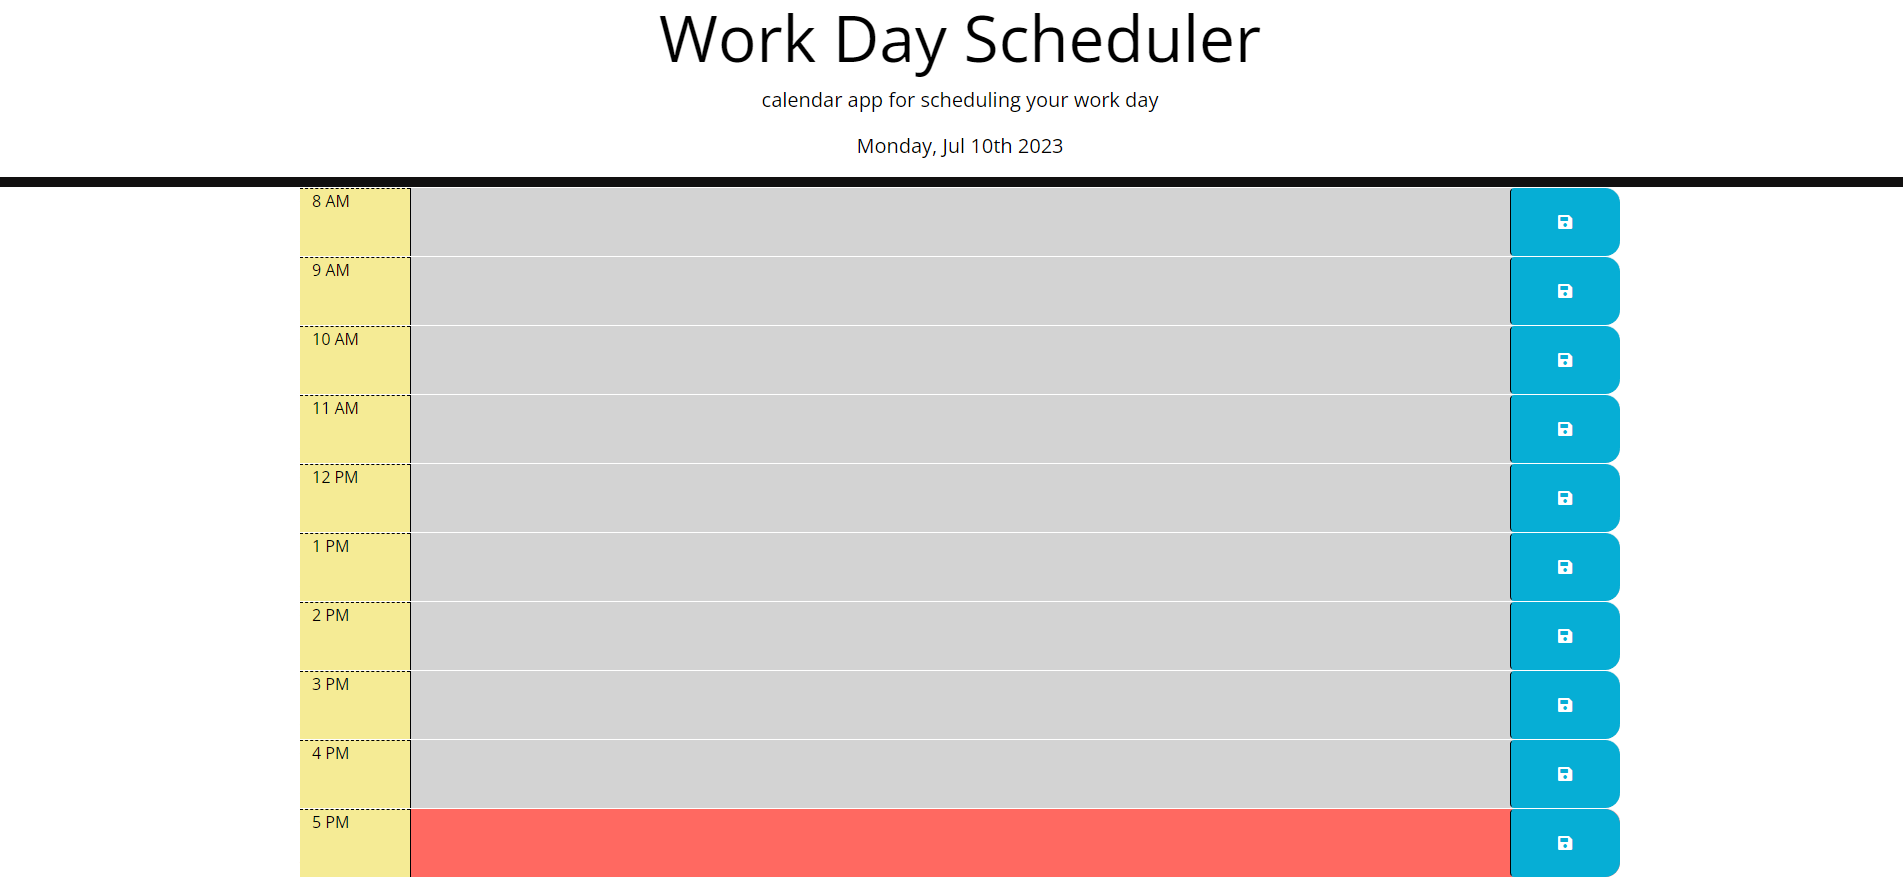 Work Day Scheduler
calendar app for scheduling your work day
Monday, Jul 10th 2023
8 AM
9 AM
10 AM
11 AM
12 PM
1 PM
2 PM
3 PM
4 PM
5 PM